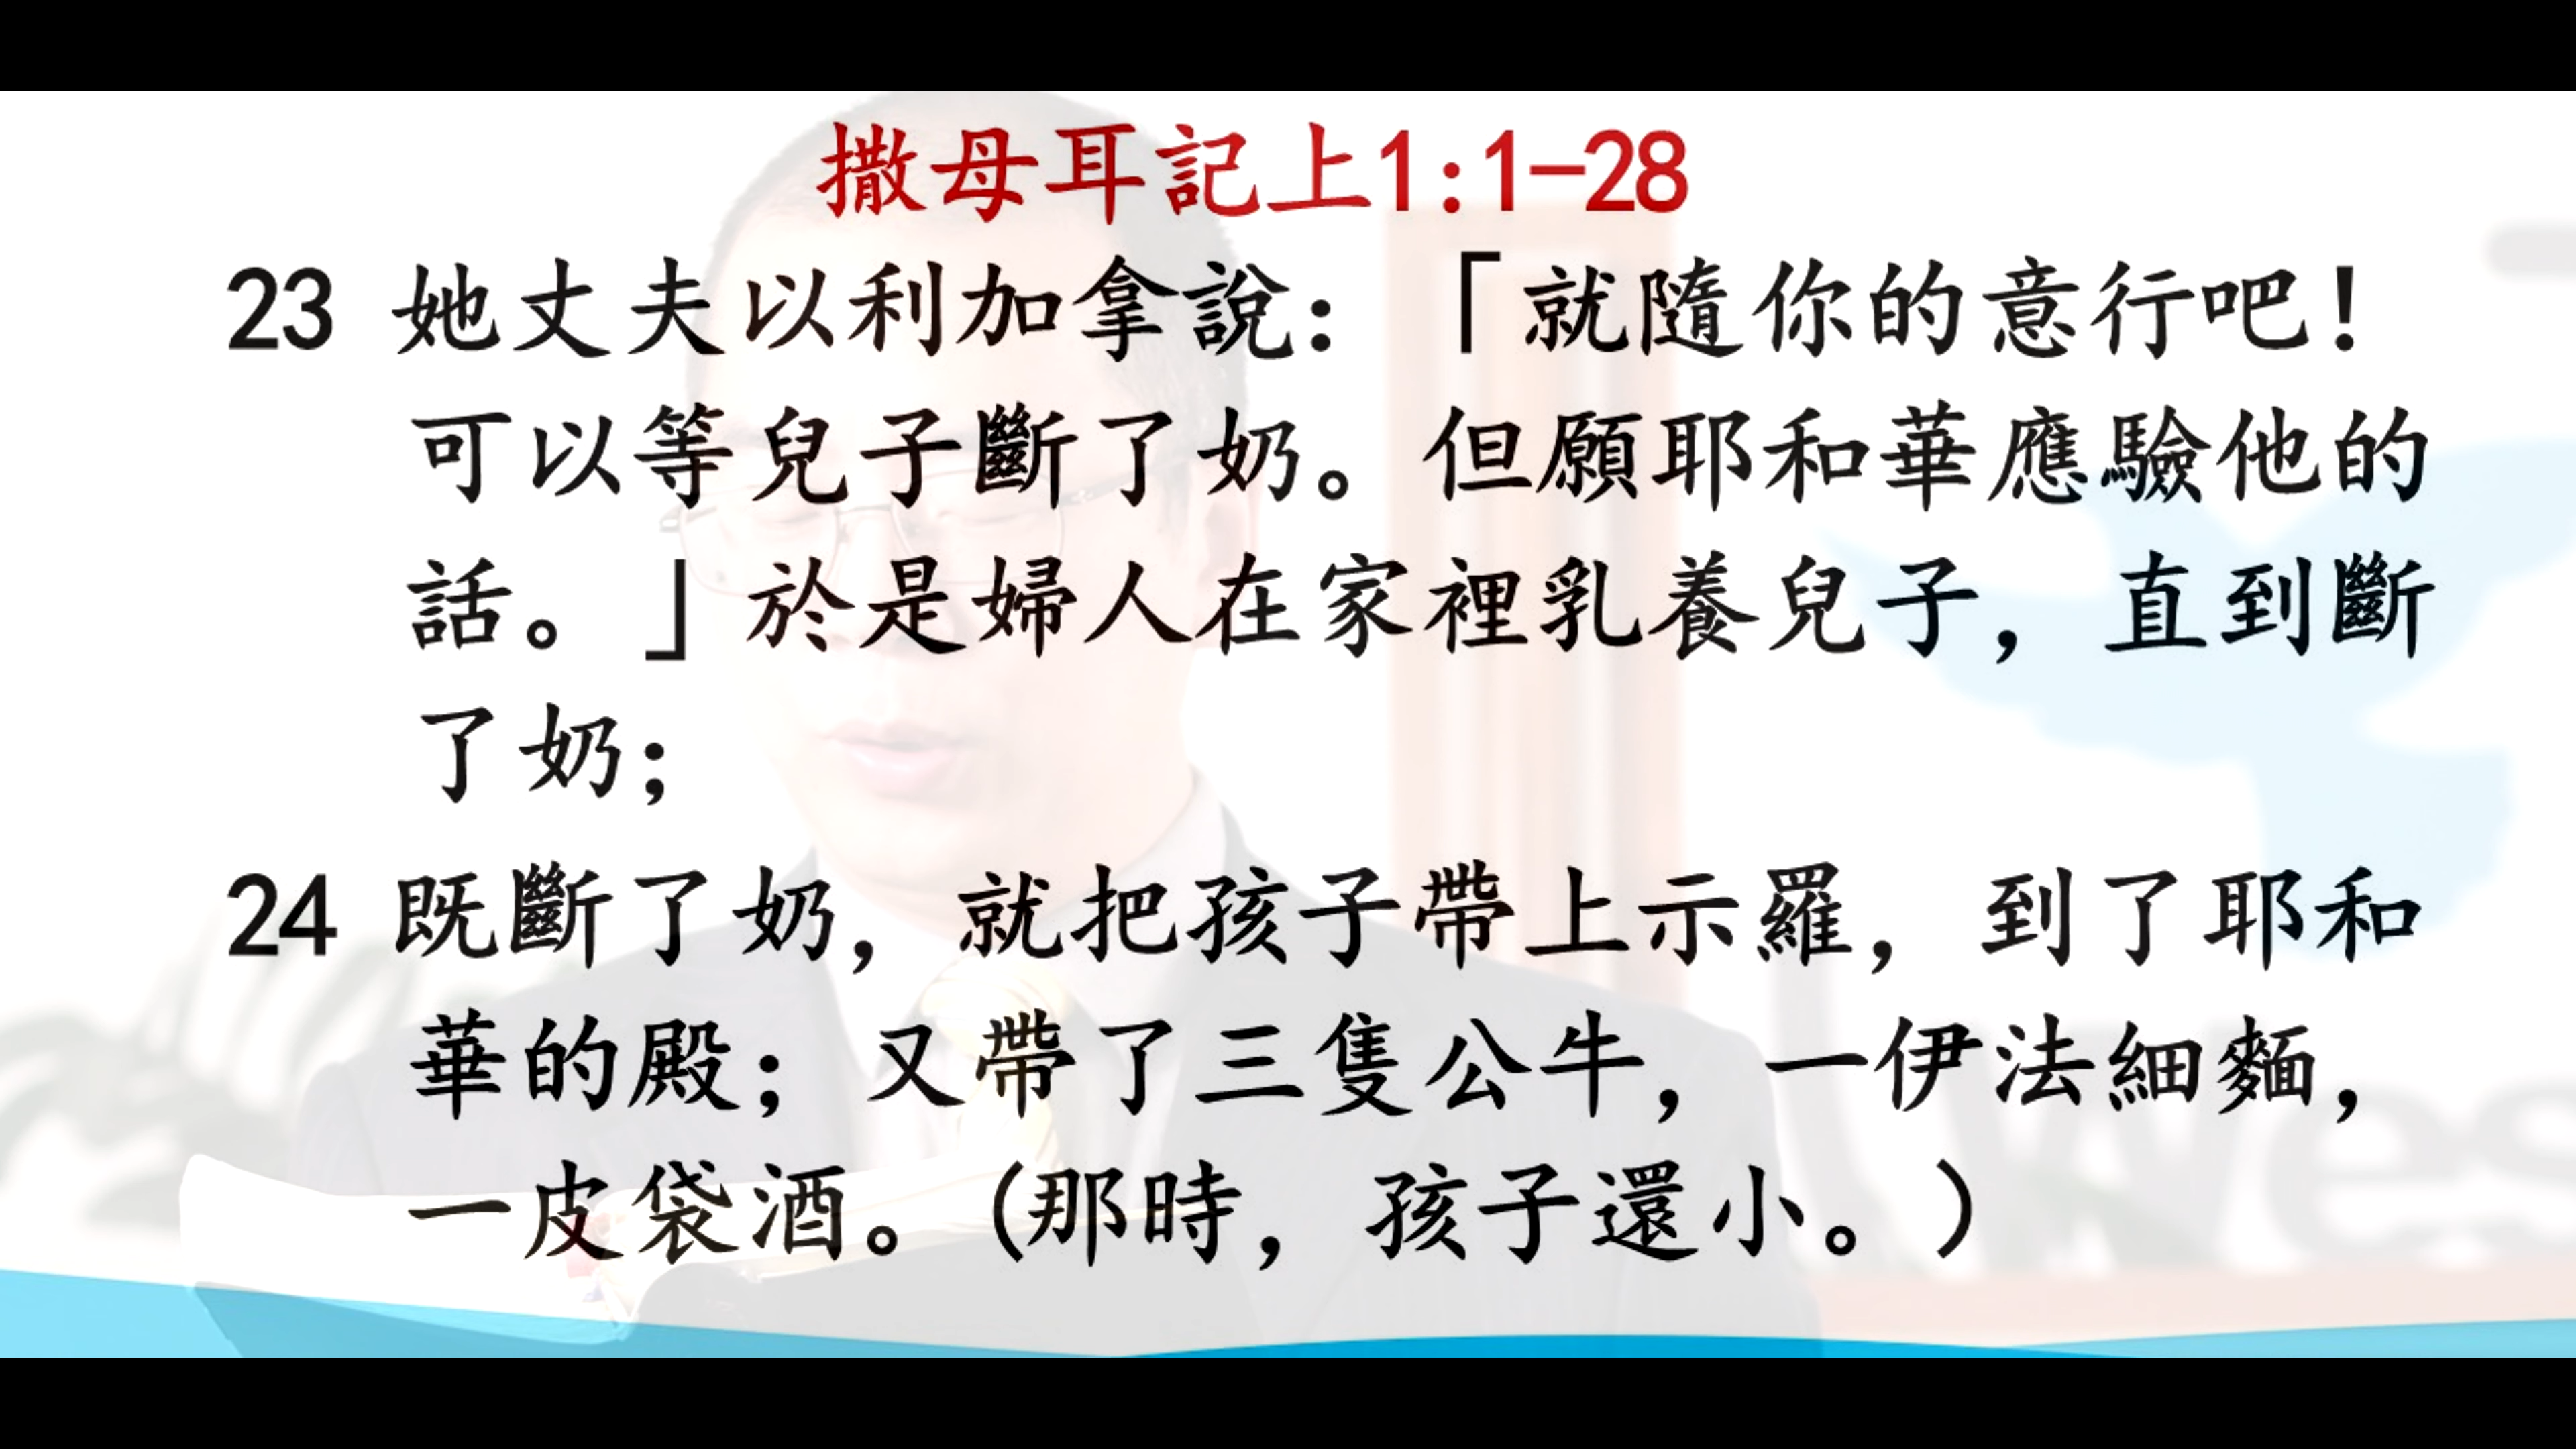 撒母耳記上1:1-28
23 她丈夫以利加拿說：「就隨你的意行吧！
可以等兒子斷了奶。但願耶和華應驗他的
話。」於是婦人在家裡乳養兒子，直到斷
了奶；
24 既斷了奶，就把孩子帶上示羅，到了耶和
華的殿；又帶了三隻公牛，一伊法細麵，
一皮袋酒。(那時，孩子還小。)
Wes